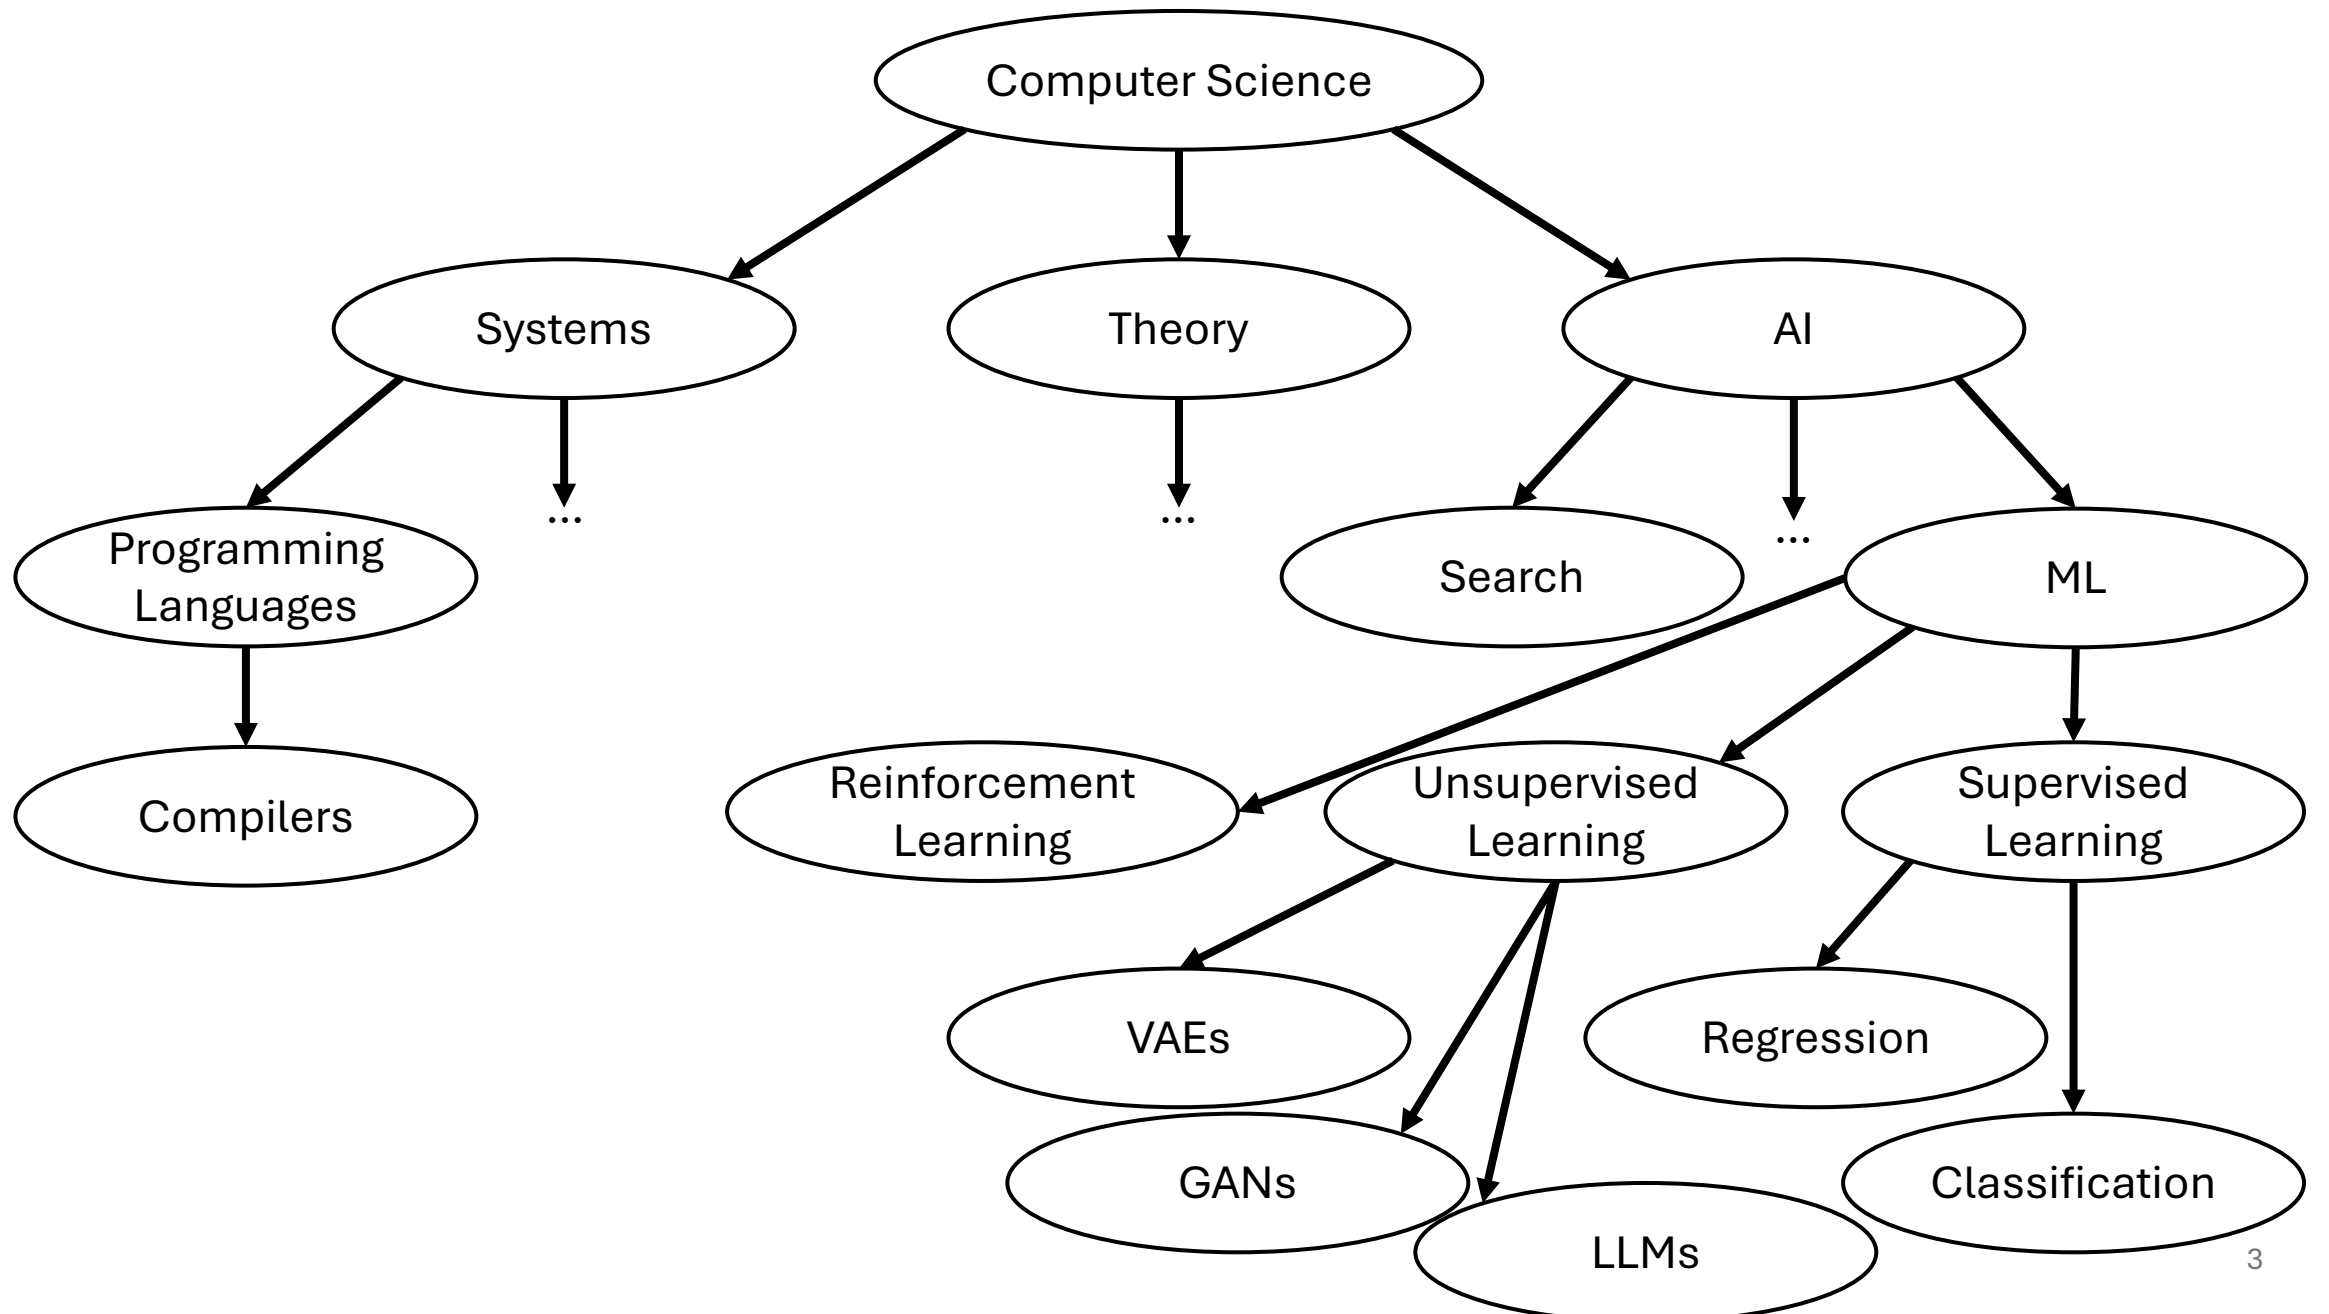 Computer Science
Systems
Theory
AI
Programming
Languages
...
...
Search
...
ML
Compilers
Reinforcement
Learning
Unsupervised
Learning
Supervised
Learning
VAEs
Regression
GANs
Classification
LLMs
3